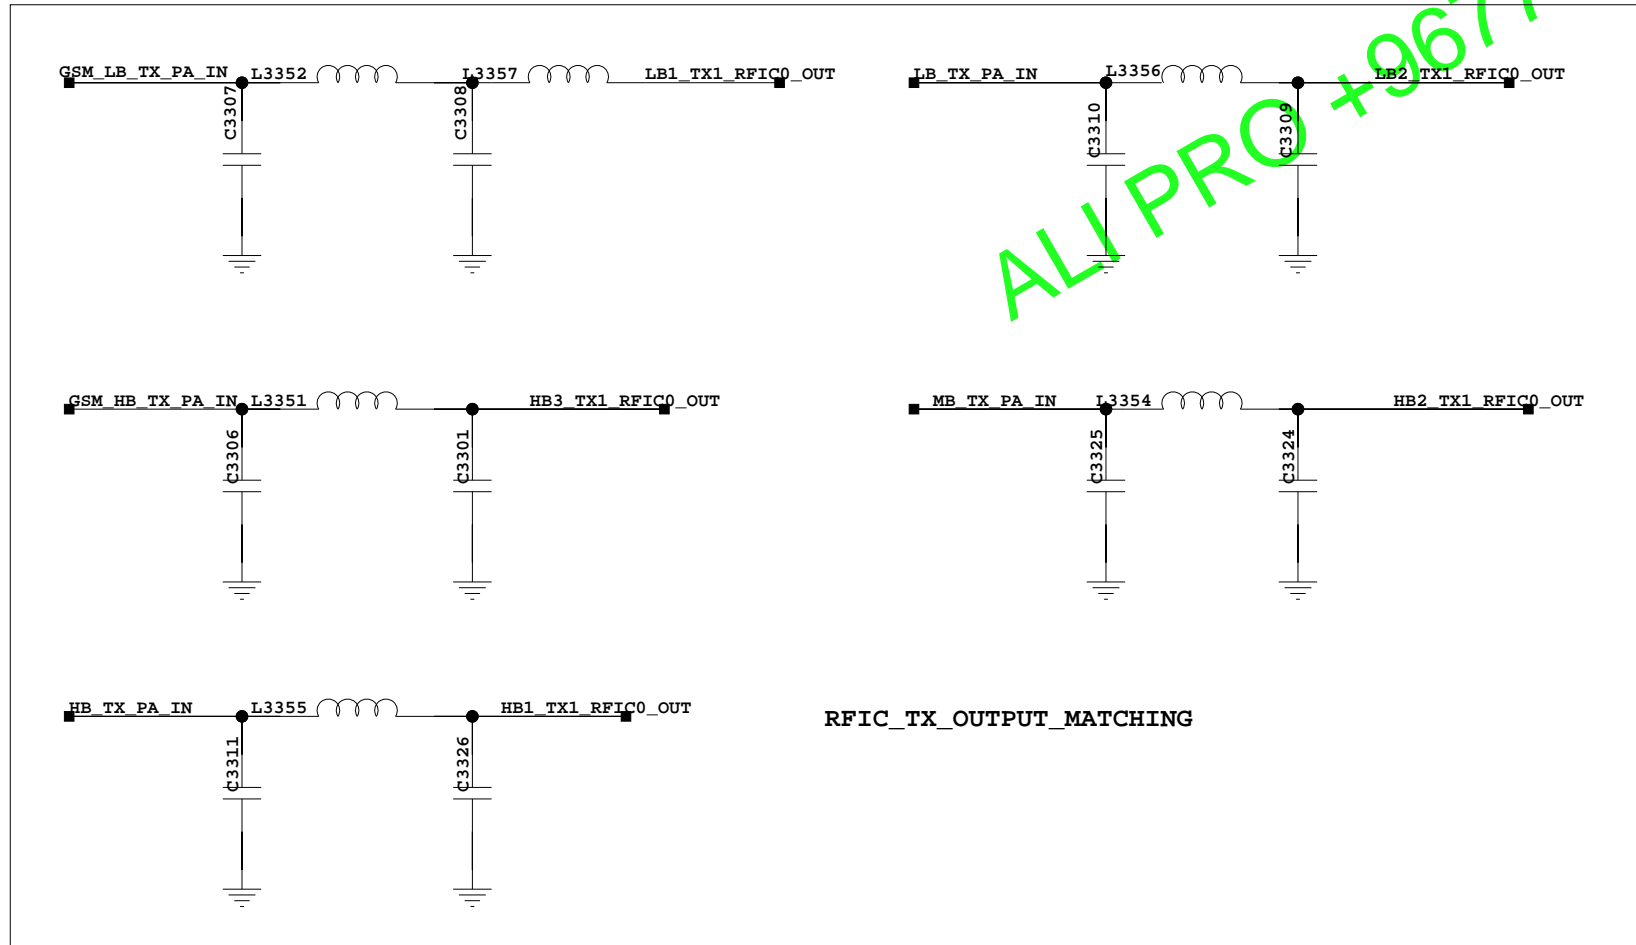 GSM_LB_TX_PA_IN L3352 L3357 LB1_TX1_RFIC0_OUT
C3307 C3308
LB_TX_PA_IN L3356 LB2_TX1_RFIC0_OUT
C3310 C3309
ALI PRO +9677
GSM_HB_TX_PA_IN L3351 HB3_TX1_RFIC0_OUT
C3306 C3301
MB_TX_PA_IN L3354 HB2_TX1_RFIC0_OUT
C3325 C3324
HB_TX_PA_IN L3355 HB1_TX1_RFIC0_OUT
C3311 C3326
RFIC_TX_OUTPUT_MATCHING